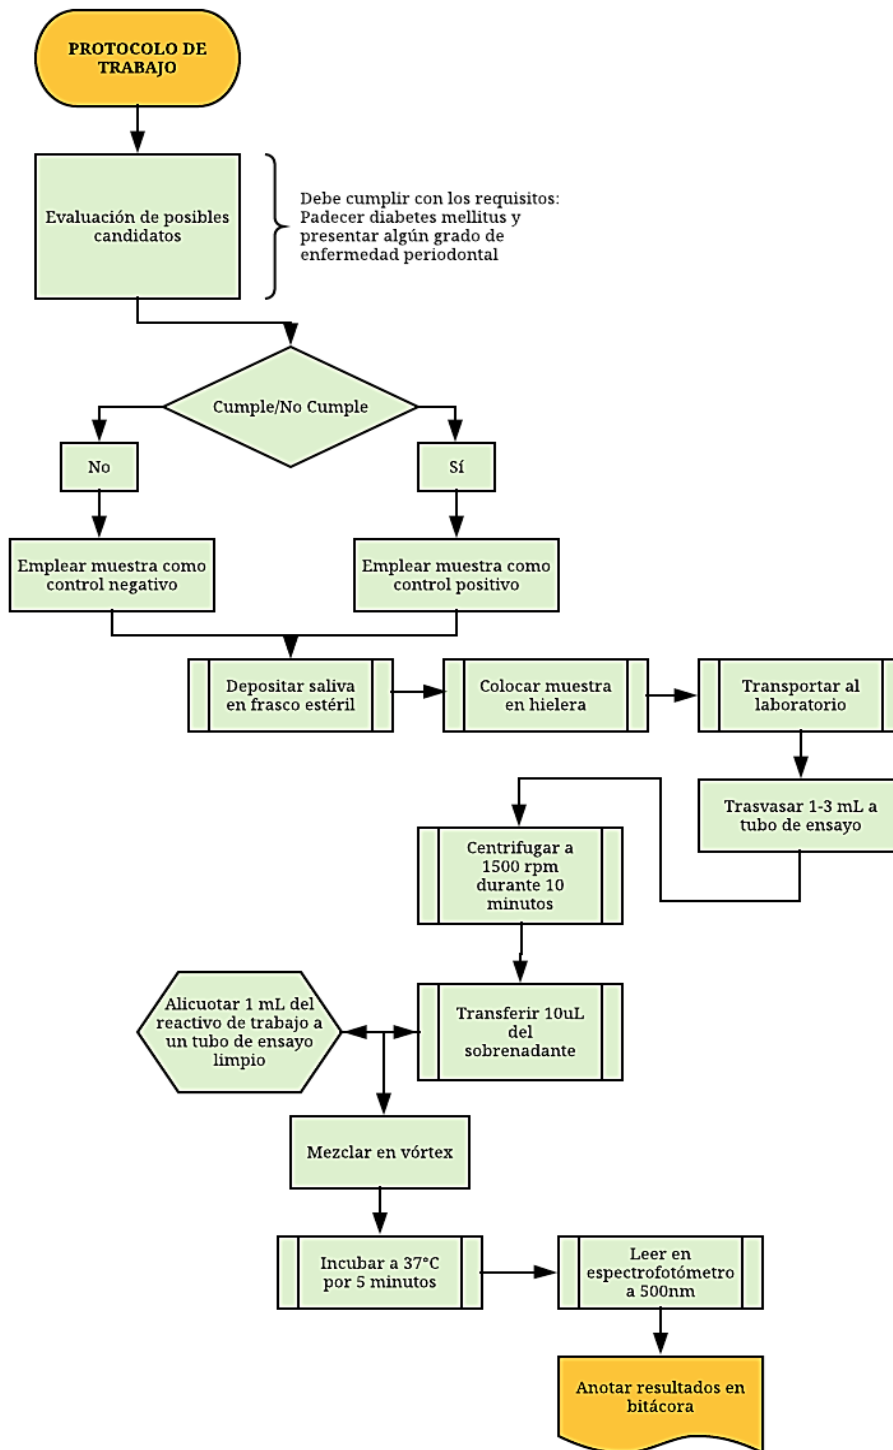 PROTOCOLO DE
TRABAJO
Evaluación de posibles
candidatos
Debe cumplir con los requisitos:
Padecer diabetes mellitus y
presentar algún grado de
enfermedad periodontal
Cumple/No Cumple
No
Sí
Emplear muestra como
control negativo
Emplear muestra como
control positivo
Depositar saliva
en frasco estéril
Colocar muestra
en hielera
Transportar al
laboratorio
Trasvasar 1-3 mL a
tubo de ensayo
Centrifugar a
1500 rpm
durante 10
minutos
Alicuotar 1 mL del
reactivo de trabajo a
un tubo de ensayo
limpio
Transferir 10uL
del
sobrenadante
Mezclar en vórtex
Incubar a 37°C
por 5 minutos
Leer en
espectrofotómetro
a 500nm
Anotar resultados en
bitácora